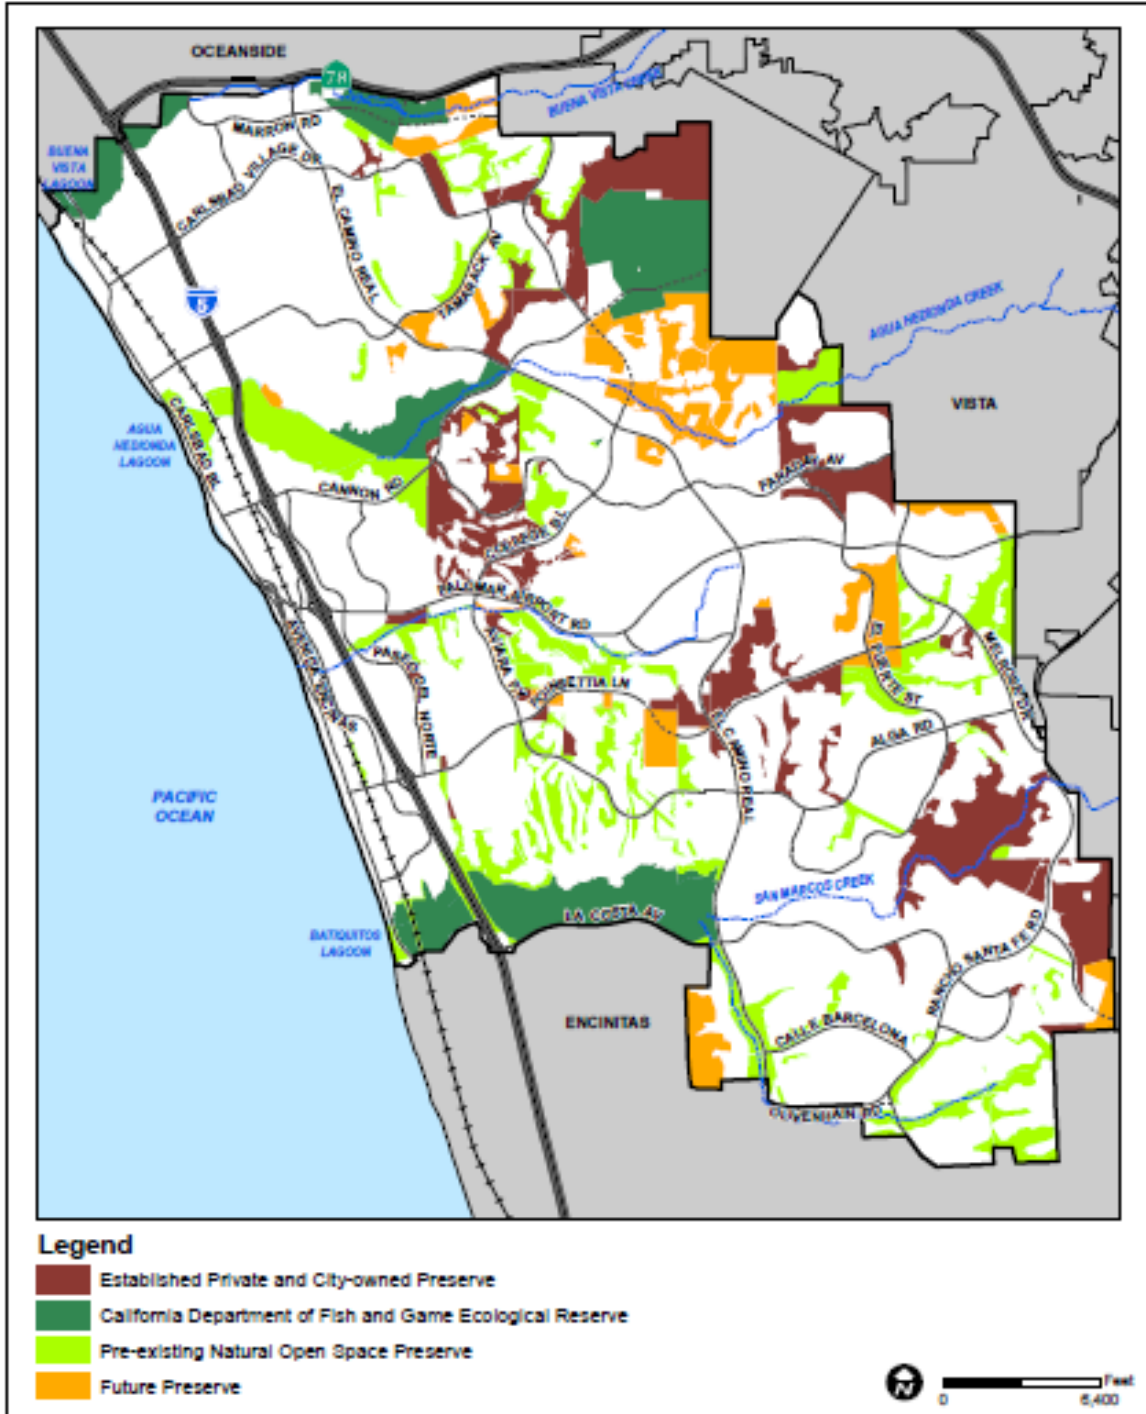 OCEANSIDE
78
BUENA VISTA CREEK
MARRON RD
BUENA
VISTA
LAGOON
CARLSBAD VILLAGE DR
EL CAMINO REAL
TAMARACK AV
5
AGUA HEDIONDA CREEK
VISTA
CARLSBAD BL
AGUA
HEDIONDA
LAGOON
CANNON RD
FARADAY AV
COLLEGE BL
PALOMAR AIRPORT RD
AVENIDA ENCINAS
PASEO DEL NORTE
AVIARA
POINSETTIA LN
EL FUERTE ST
MELROSE DR
ALGA RD
EL CAMINO REAL
PACIFIC
OCEAN
SAN MARCOS CREEK
LA COSTA AV
BATIQUITOS
LAGOON
RANCHO SANTA FE RD
ENCINITAS
CALLE BARCELONA
OLIVENHAIN RD
Legend
Established Private and City-owned Preserve
California Department of Fish and Game Ecological Reserve
Pre-existing Natural Open Space Preserve
Future Preserve
N
Feet
0 6,400